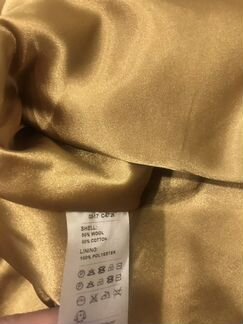 SHELL:
50% WOOL
50% COTTON
LINING:
100% POLYESTER